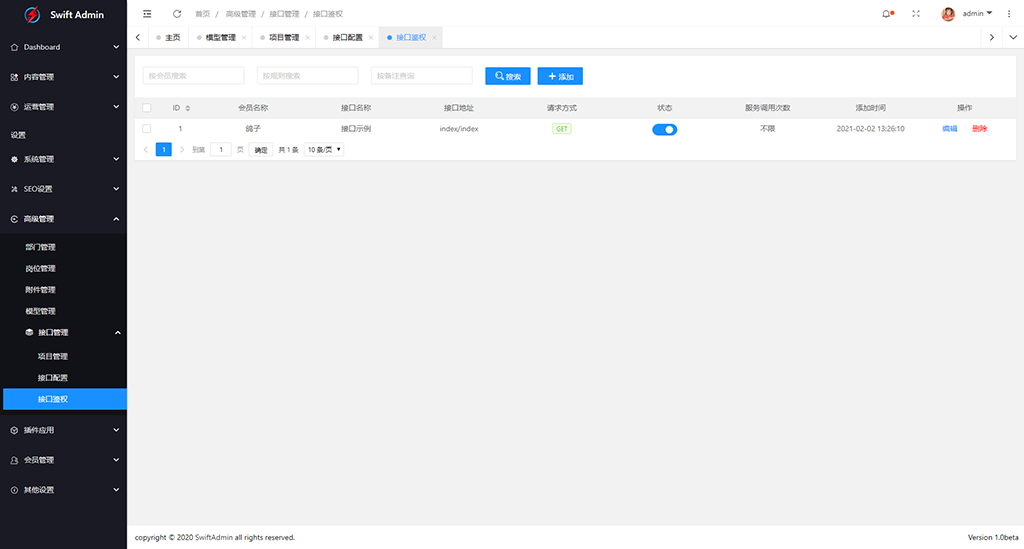 Swift Admin
Dashboard
内容管理
运营管理
设置
系统管理
SEO设置
高级管理
部门管理
岗位管理
附件管理
模型管理
接口管理
项目管理
接口配置
接口鉴权
插件应用
会员管理
其他设置
首页 / 高级管理 / 接口管理 / 接口鉴权
admin
主页 模型管理 项目管理 接口配置 接口鉴权
按会员搜索 按规则搜索 按备注查询 搜索 添加
ID 会员名称 接口名称 接口地址 请求方式 状态 服务调用次数 添加时间 操作
1 鸽子 接口示例 index/index GET 不限 2021-02-02 13:26:10 编辑 删除
1 到第 1 页 确定 共 1 条 10 条/页
copyright © 2020 SwiftAdmin all rights reserved.
Version 1.0beta